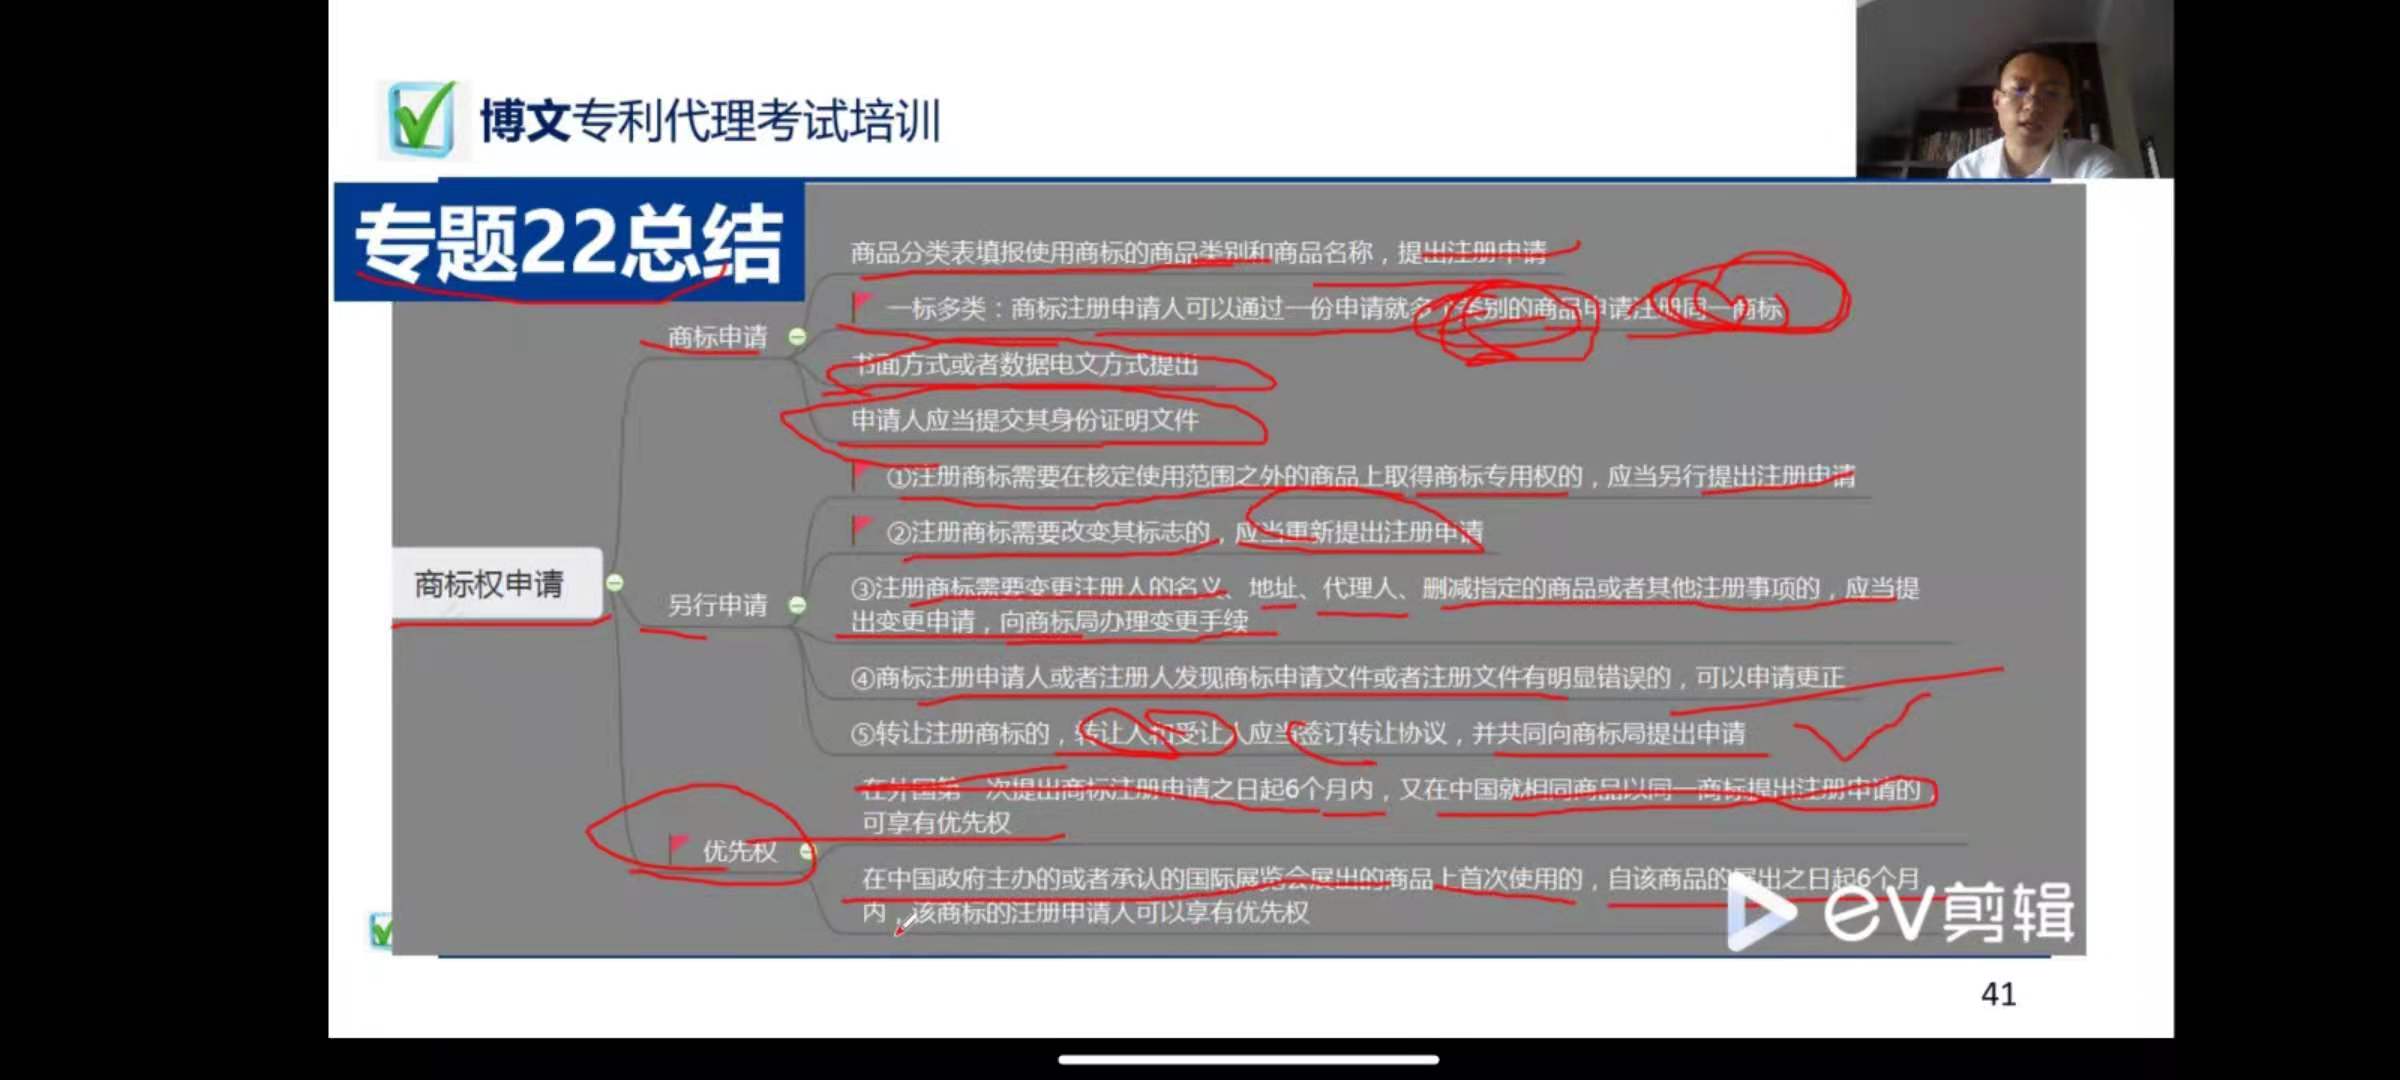 博文专利代理考试培训
专题22总结
商品分类表填报使用商标的商品类别和商品名称，提出注册申请
一标多类：商标注册申请人可以通过一份申请就多个类别的商品申请注册同一商标
商标申请
书面方式或者数据电文方式提出
申请人应当提交其身份证明文件
①注册商标需要在核定使用范围之外的商品上取得商标专用权的，应当另行提出注册申请
②注册商标需要改变其标志的，应当重新提出注册申请
商标权申请
另行申请
③注册商标需要变更注册人的名义、地址、代理人、删减指定的商品或者其他注册事项的，应当提
出变更申请，向商标局办理变更手续
④商标注册申请人或者注册人发现商标申请文件或者注册文件有明显错误的，可以申请更正
⑤转让注册商标的，转让人和受让人应当签订转让协议，并共同向商标局提出申请
在外国第一次提出商标注册申请之日起6个月内，又在中国就相同商品以同一商标提出注册申请的，
可享有优先权
优先权
在中国政府主办的或者承认的国际展览会展出的商品上首次使用的，自该商品的展出之日起6个月
内，该商标的注册申请人可以享有优先权
EV剪辑
41